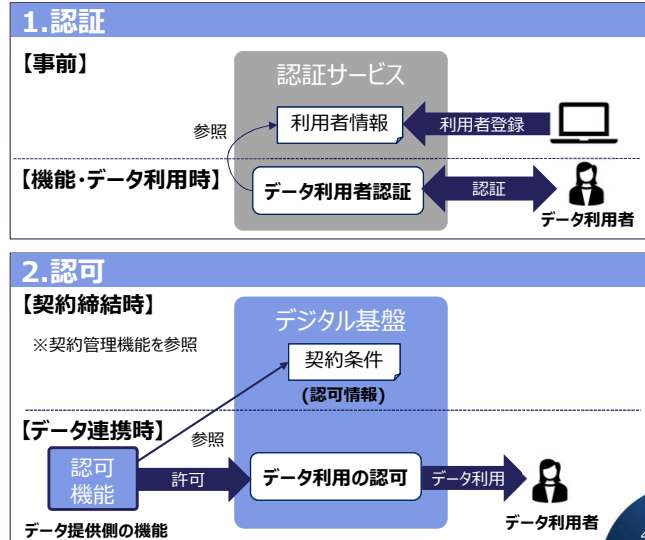 1.認証
【事前】
認証サービス
利用者情報
利用者登録
参照
【機能・データ利用時】
データ利用者認証
認証
データ利用者
2.認可
【契約締結時】
デジタル基盤
※契約管理機能を参照
契約条件
(認可情報)
【データ連携時】
参照
認可
機能
許可
データ利用の認可
データ利用
データ利用者
データ提供側の機能